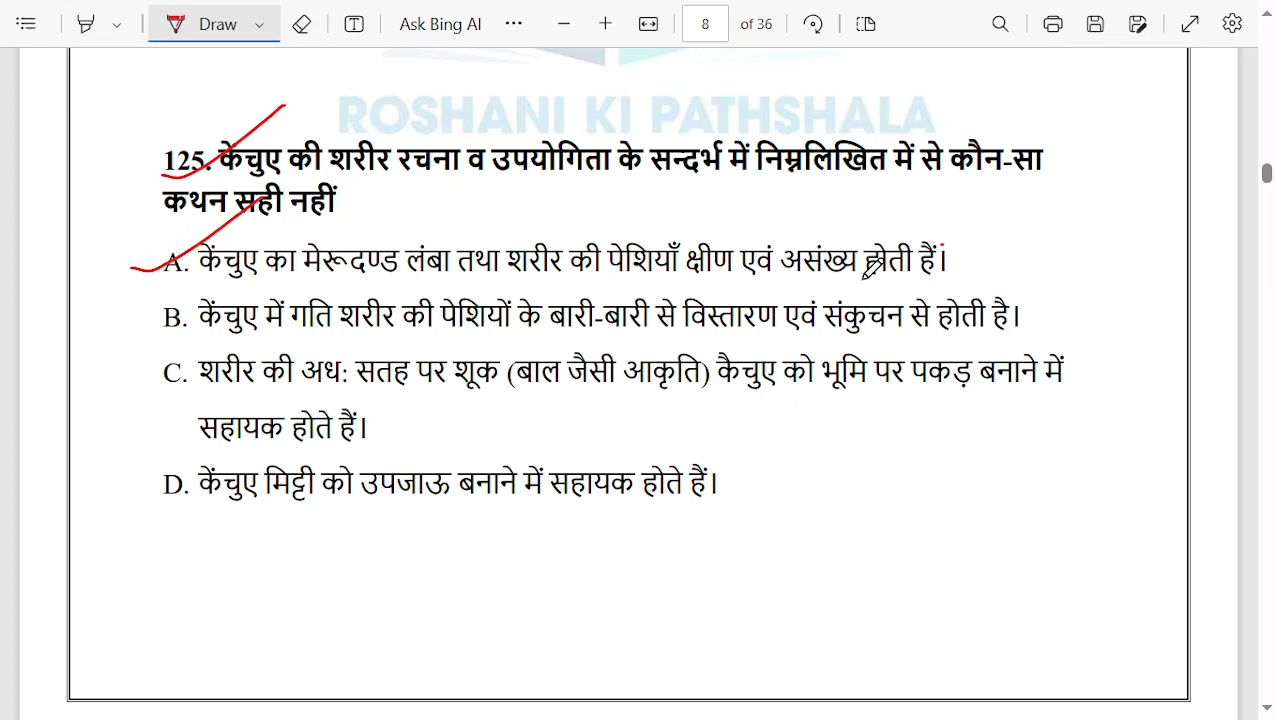 Draw
Ask Bing AI
8 of 36
ROSHANI KI PATHSHALA
125. केंचुए की शरीर रचना व उपयोगिता के सन्दर्भ में निम्नलिखित में से कौन-सा
कथन सही नहीं
A. केंचुए का मेरूदण्ड लंबा तथा शरीर की पेशियाँ क्षीण एवं असंख्य होती हैं।
B. केंचुए में गति शरीर की पेशियों के बारी-बारी से विस्तारण एवं संकुचन से होती है।
C. शरीर की अध: सतह पर शूक (बाल जैसी आकृति) कैचुए को भूमि पर पकड़ बनाने में
सहायक होते हैं।
D. केंचुए मिट्टी को उपजाऊ बनाने में सहायक होते हैं।